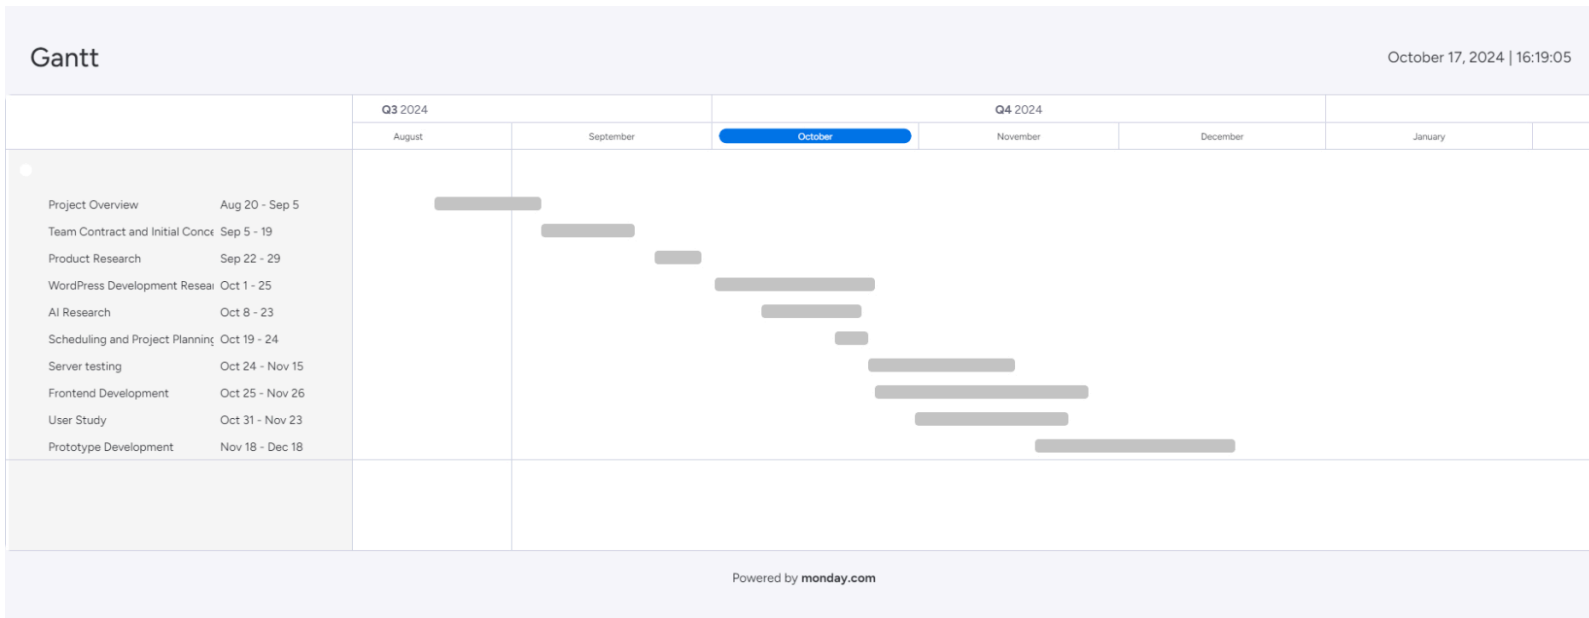 Gantt
October 17, 2024 | 16:19:05
Q3 2024 Q4 2024
August September October November December January
Project Overview Aug 20 - Sep 5
Team Contract and Initial Conce Sep 5 - 19
Product Research Sep 22 - 29
WordPress Development Resear Oct 1 - 25
AI Research Oct 8 - 23
Scheduling and Project Planning Oct 19 - 24
Server testing Oct 24 - Nov 15
Frontend Development Oct 25 - Nov 26
User Study Oct 31 - Nov 23
Prototype Development Nov 18 - Dec 18
Powered by monday.com